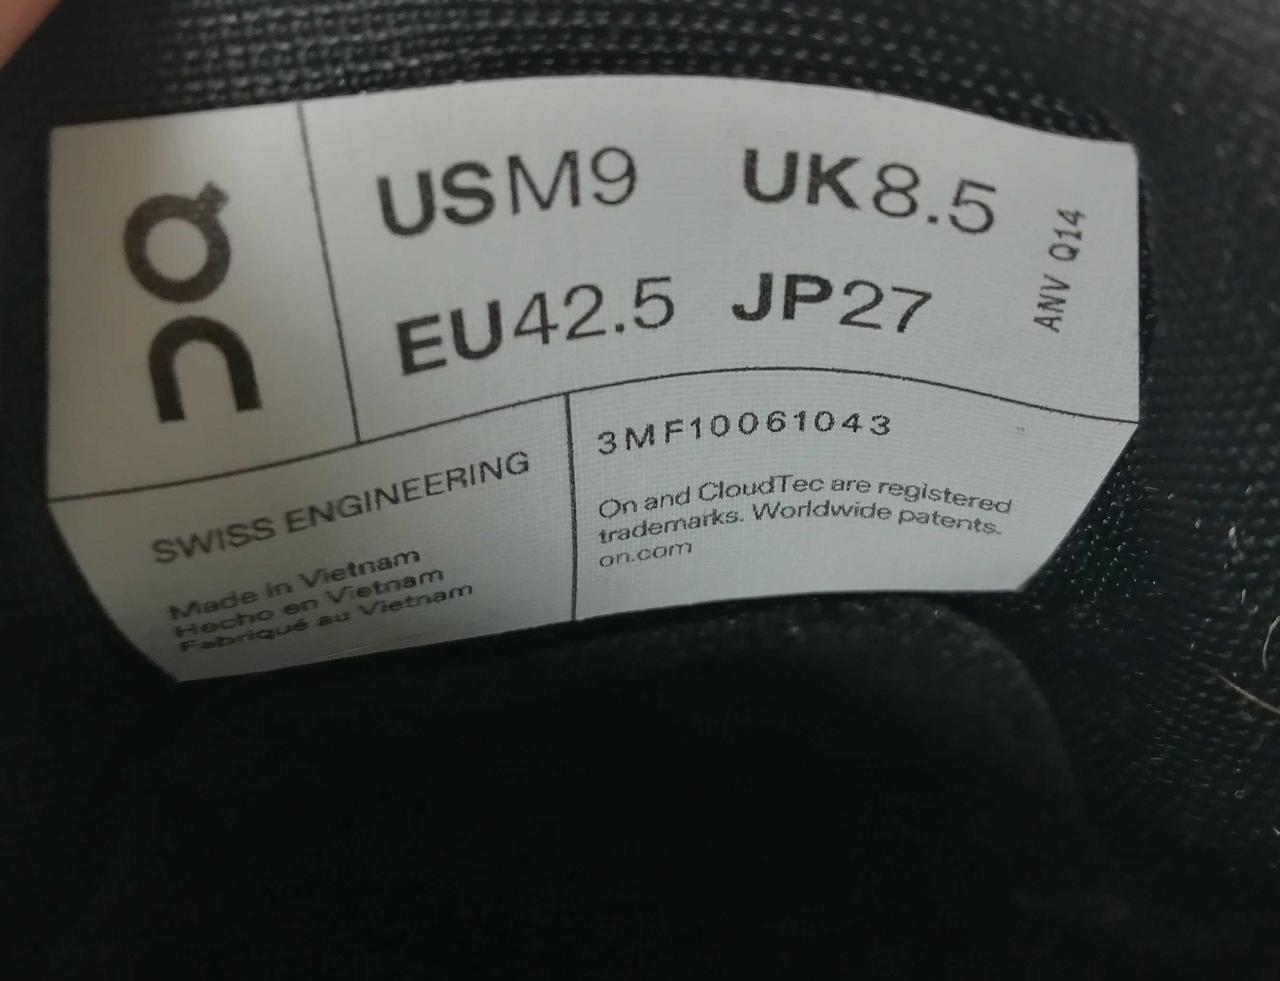 On
USM9 UK8.5
EU42.5 JP27
ANV Q14
SWISS ENGINEERING
Made in Vietnam
Hecho en Vietnam
Fabriqué au Vietnam
3MF10061043
On and CloudTec are registered
trademarks. Worldwide patents.
on.com